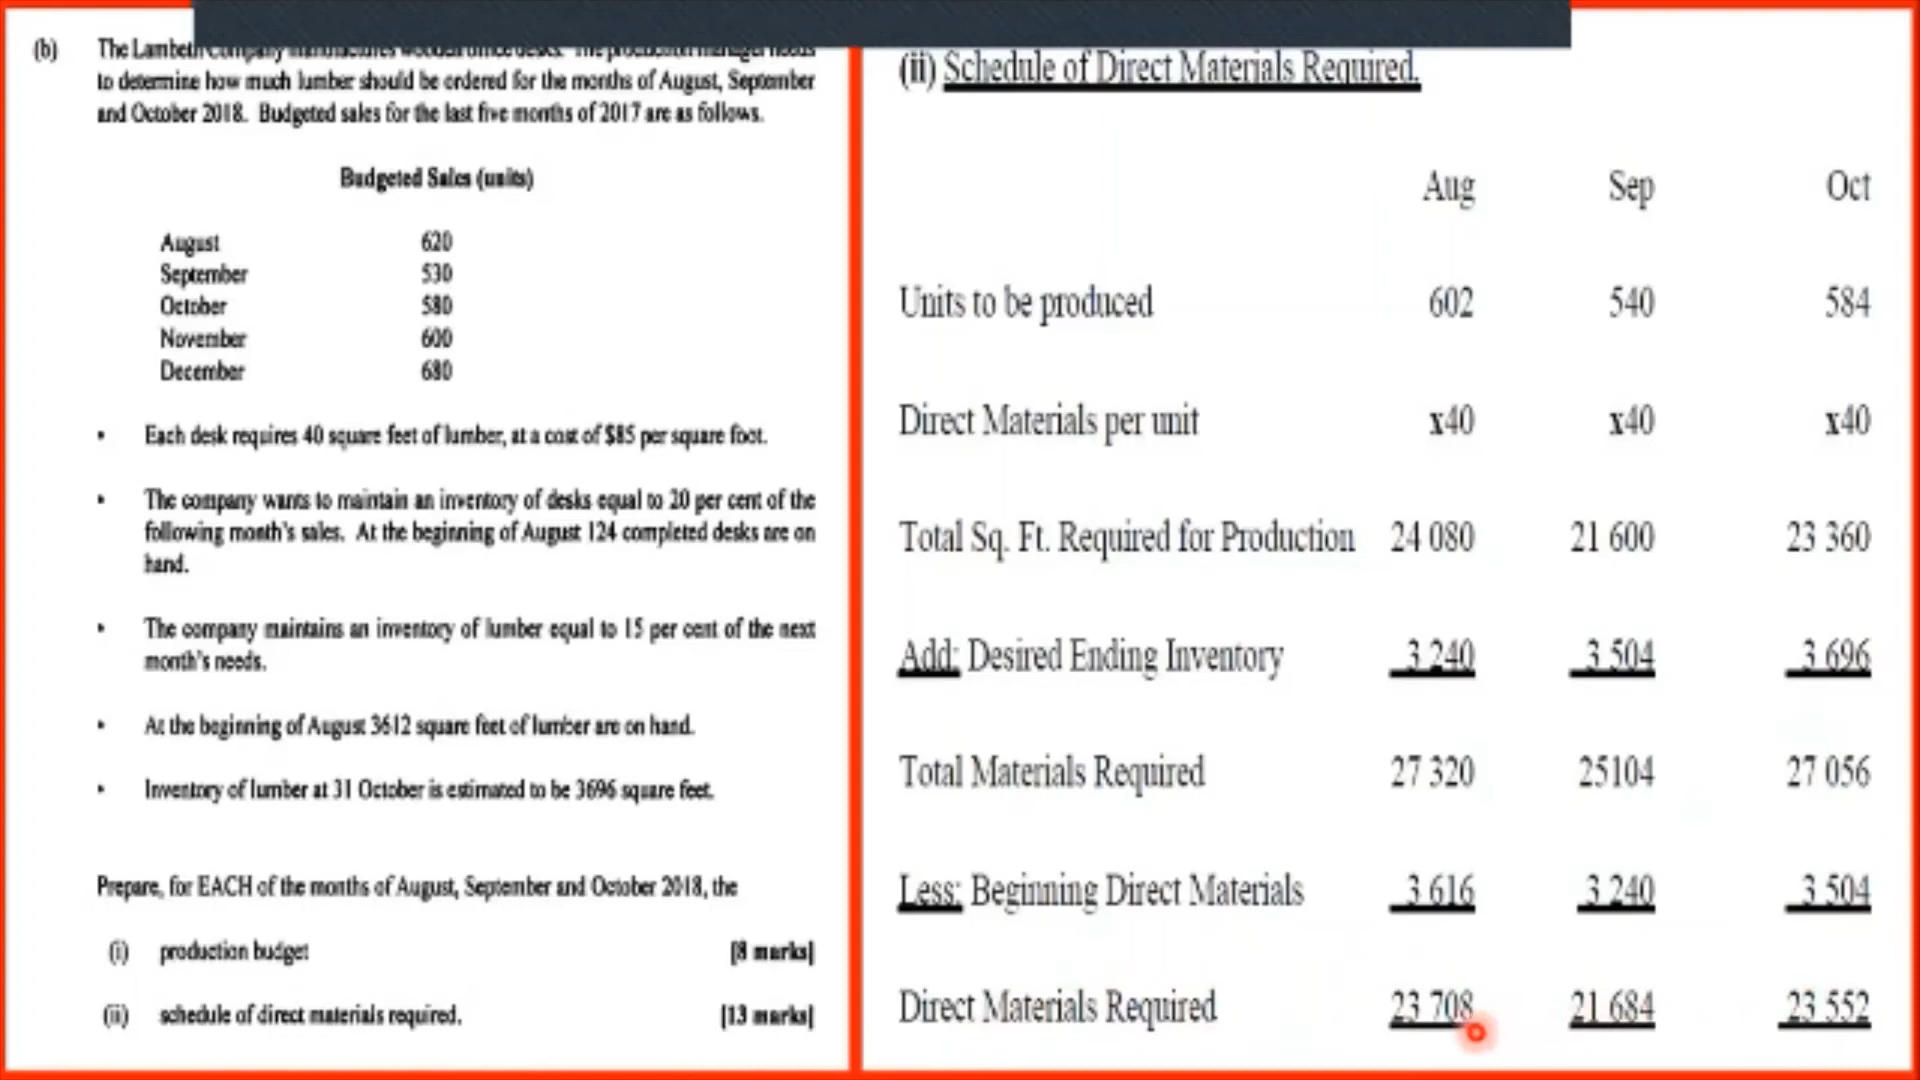 (b) The Lambeth Company manufactures wooden office desks. The production manager needs
to determine how much lumber should be ordered for the months of August, September
and October 2018. Budgeted sales for the last five months of 2017 are as follows.
Budgeted Sales (units)
August 620
September 530
October 580
November 600
December 680
• Each desk requires 40 square feet of lumber, at a cost of $85 per square foot.
• The company wants to maintain an inventory of desks equal to 20 per cent of the
following month's sales. At the beginning of August 124 completed desks are on
hand.
• The company maintains an inventory of lumber equal to 15 per cent of the next
month's needs.
• At the beginning of August 3612 square feet of lumber are on hand.
• Inventory of lumber at 31 October is estimated to be 3696 square feet.
Prepare, for EACH of the months of August, September and October 2018, the
(i) production budget [8 marks]
(ii) schedule of direct materials required. [13 marks]
(ii) Schedule of Direct Materials Required.
Aug Sep Oct
Units to be produced 602 540 584
Direct Materials per unit x40 x40 x40
Total Sq. Ft. Required for Production 24 080 21 600 23 360
Add: Desired Ending Inventory 3 240 3 504 3 696
Total Materials Required 27 320 25104 27 056
Less: Beginning Direct Materials 3 616 3 240 3 504
Direct Materials Required 23 708 21 684 23 552